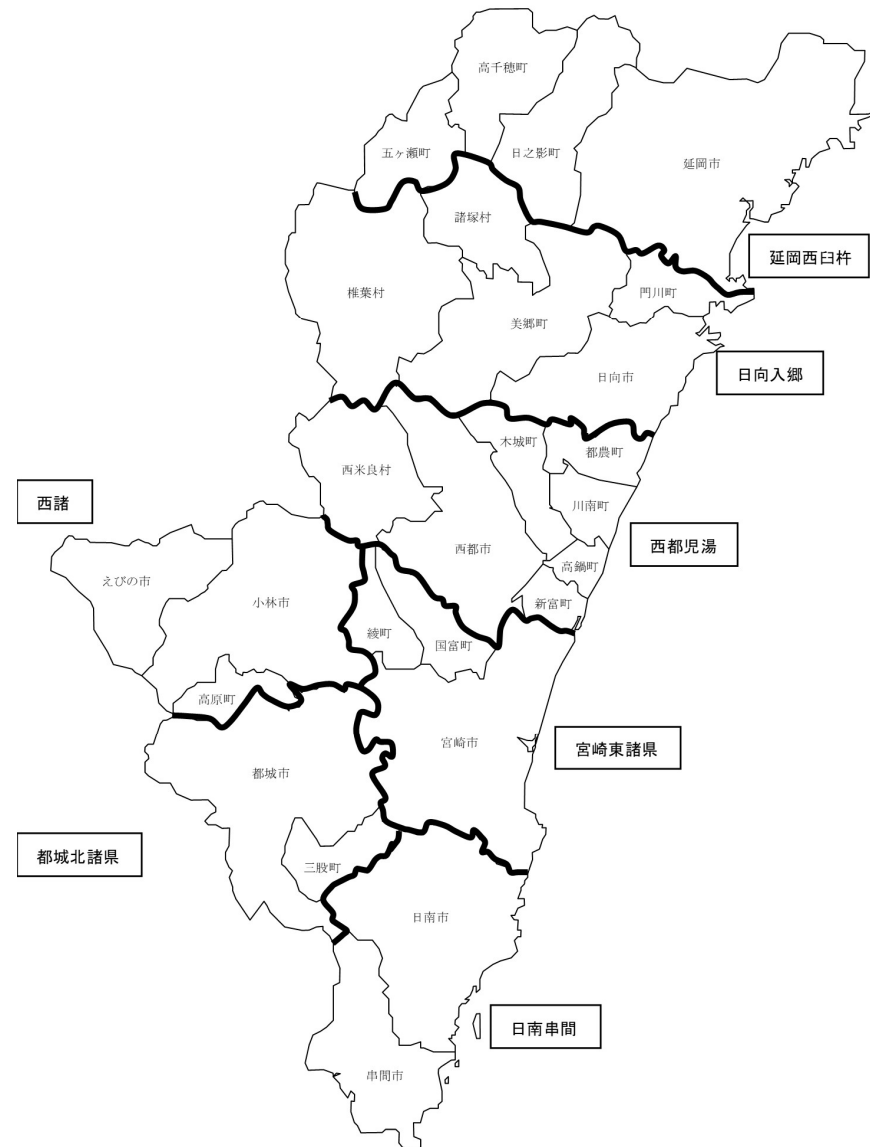 高千穂町
五ヶ瀬町
日之影町
延岡市
諸塚村
延岡西臼杵
椎葉村
門川町
美郷町
日向市
日向入郷
木城町
都農町
西米良村
西諸
川南町
西都市
西都児湯
えびの市
高鍋町
小林市
新富町
綾町
国富町
高原町
宮崎市
宮崎東諸県
都城市
都城北諸県
三股町
日南市
日南串間
串間市